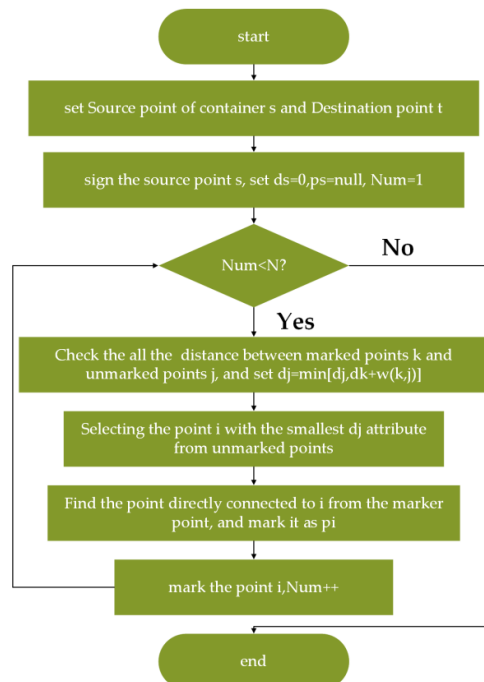 start
set Source point of container s and Destination point t
sign the source point s, set ds=0,ps=null, Num=1
Num<N?
No
Yes
Check the all the distance between marked points k and
unmarked points j, and set dj=min[dj,dk+w(k,j)]
Selecting the point i with the smallest dj attribute
from unmarked points
Find the point directly connected to i from the marker
point, and mark it as pi
mark the point i,Num++
end